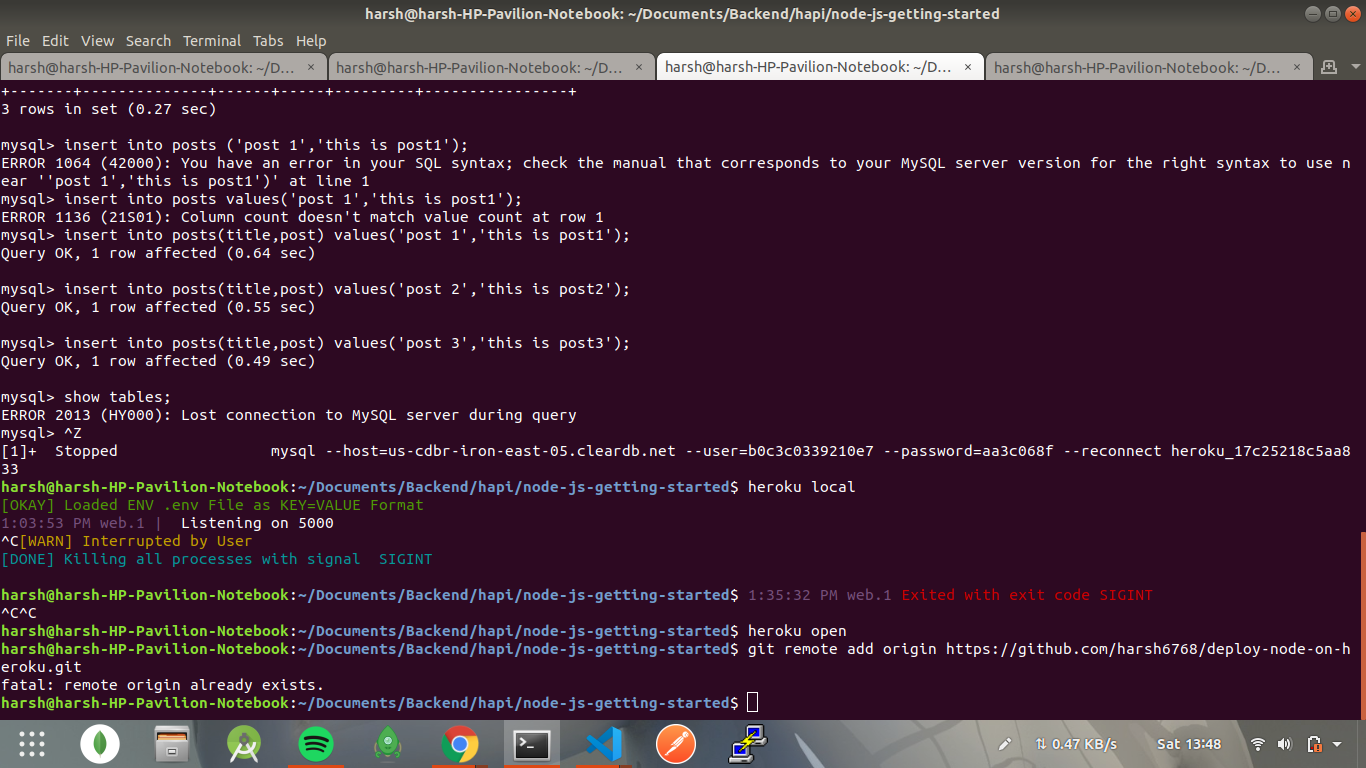 harsh@harsh-HP-Pavilion-Notebook: ~/Documents/Backend/hapi/node-js-getting-started
File Edit View Search Terminal Tabs Help
harsh@harsh-HP-Pavilion-Notebook: ~/D... × harsh@harsh-HP-Pavilion-Notebook: ~/D... × harsh@harsh-HP-Pavilion-Notebook: ~/D... × harsh@harsh-HP-Pavilion-Notebook: ~/D... ×
+-------+--------------+------+-----+---------+----------------+
3 rows in set (0.27 sec)
mysql> insert into posts ('post 1','this is post1');
ERROR 1064 (42000): You have an error in your SQL syntax; check the manual that corresponds to your MySQL server version for the right syntax to use n
ear ''post 1','this is post1')' at line 1
mysql> insert into posts values('post 1','this is post1');
ERROR 1136 (21S01): Column count doesn't match value count at row 1
mysql> insert into posts(title,post) values('post 1','this is post1');
Query OK, 1 row affected (0.64 sec)
mysql> insert into posts(title,post) values('post 2','this is post2');
Query OK, 1 row affected (0.55 sec)
mysql> insert into posts(title,post) values('post 3','this is post3');
Query OK, 1 row affected (0.49 sec)
mysql> show tables;
ERROR 2013 (HY000): Lost connection to MySQL server during query
mysql> ^Z
[1]+  Stopped                 mysql --host=us-cdbr-iron-east-05.cleardb.net --user=b0c3c0339210e7 --password=aa3c068f --reconnect heroku_17c25218c5aa8
33
harsh@harsh-HP-Pavilion-Notebook:~/Documents/Backend/hapi/node-js-getting-started$ heroku local
[OKAY] Loaded ENV .env File as KEY=VALUE Format
1:03:53 PM web.1 |  Listening on 5000
^C[WARN] Interrupted by User
[DONE] Killing all processes with signal  SIGINT
harsh@harsh-HP-Pavilion-Notebook:~/Documents/Backend/hapi/node-js-getting-started$ 1:35:32 PM web.1 Exited with exit code SIGINT
^C^C
harsh@harsh-HP-Pavilion-Notebook:~/Documents/Backend/hapi/node-js-getting-started$ heroku open
harsh@harsh-HP-Pavilion-Notebook:~/Documents/Backend/hapi/node-js-getting-started$ git remote add origin https://github.com/harsh6768/deploy-node-on-h
eroku.git
fatal: remote origin already exists.
harsh@harsh-HP-Pavilion-Notebook:~/Documents/Backend/hapi/node-js-getting-started$
0.47 KB/s Sat 13:48